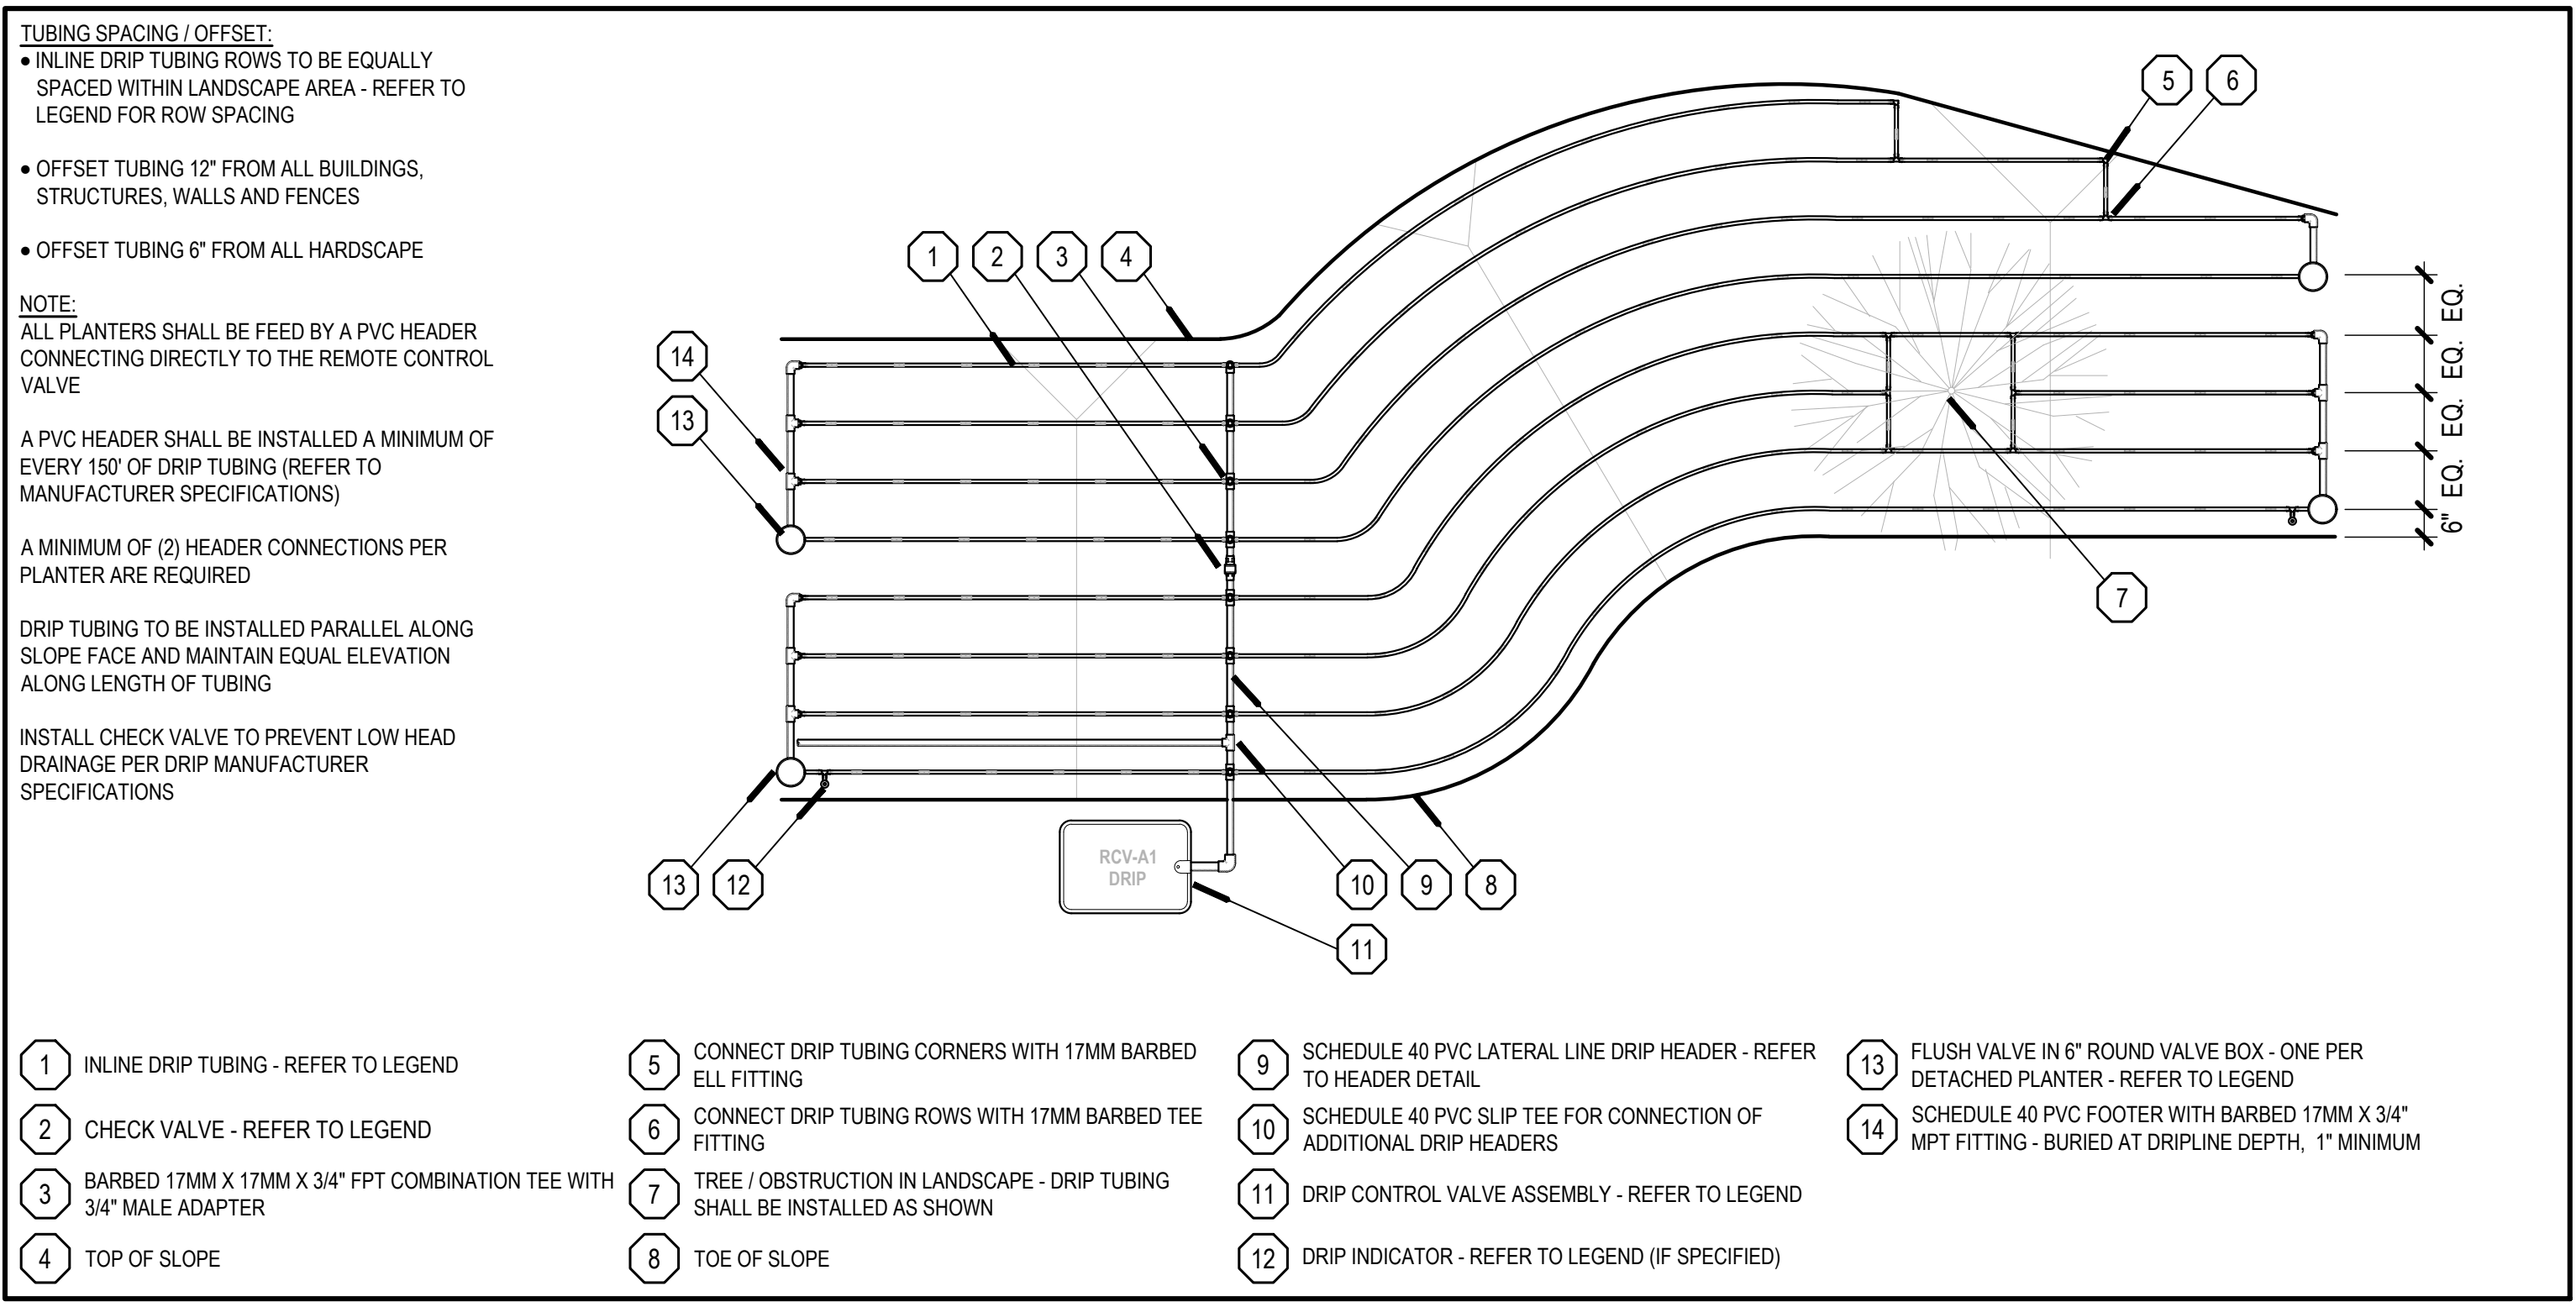 TUBING SPACING / OFFSET:
• INLINE DRIP TUBING ROWS TO BE EQUALLY
SPACED WITHIN LANDSCAPE AREA - REFER TO
LEGEND FOR ROW SPACING
• OFFSET TUBING 12" FROM ALL BUILDINGS,
STRUCTURES, WALLS AND FENCES
• OFFSET TUBING 6" FROM ALL HARDSCAPE
NOTE:
ALL PLANTERS SHALL BE FEED BY A PVC HEADER
CONNECTING DIRECTLY TO THE REMOTE CONTROL
VALVE
A PVC HEADER SHALL BE INSTALLED A MINIMUM OF
EVERY 150' OF DRIP TUBING (REFER TO
MANUFACTURER SPECIFICATIONS)
A MINIMUM OF (2) HEADER CONNECTIONS PER
PLANTER ARE REQUIRED
DRIP TUBING TO BE INSTALLED PARALLEL ALONG
SLOPE FACE AND MAINTAIN EQUAL ELEVATION
ALONG LENGTH OF TUBING
INSTALL CHECK VALVE TO PREVENT LOW HEAD
DRAINAGE PER DRIP MANUFACTURER
SPECIFICATIONS
5 6
1 2 3 4
14
13
EQ.
EQ.
EQ.
EQ.
6"
7
RCV-A1
DRIP
13 12
10 9 8
11
1 INLINE DRIP TUBING - REFER TO LEGEND
2 CHECK VALVE - REFER TO LEGEND
3 BARBED 17MM X 17MM X 3/4" FPT COMBINATION TEE WITH
3/4" MALE ADAPTER
4 TOP OF SLOPE
5 CONNECT DRIP TUBING CORNERS WITH 17MM BARBED
ELL FITTING
6 CONNECT DRIP TUBING ROWS WITH 17MM BARBED TEE
FITTING
7 TREE / OBSTRUCTION IN LANDSCAPE - DRIP TUBING
SHALL BE INSTALLED AS SHOWN
8 TOE OF SLOPE
9 SCHEDULE 40 PVC LATERAL LINE DRIP HEADER - REFER
TO HEADER DETAIL
10 SCHEDULE 40 PVC SLIP TEE FOR CONNECTION OF
ADDITIONAL DRIP HEADERS
11 DRIP CONTROL VALVE ASSEMBLY - REFER TO LEGEND
12 DRIP INDICATOR - REFER TO LEGEND (IF SPECIFIED)
13 FLUSH VALVE IN 6" ROUND VALVE BOX - ONE PER
DETACHED PLANTER - REFER TO LEGEND
14 SCHEDULE 40 PVC FOOTER WITH BARBED 17MM X 3/4"
MPT FITTING - BURIED AT DRIPLINE DEPTH, 1" MINIMUM